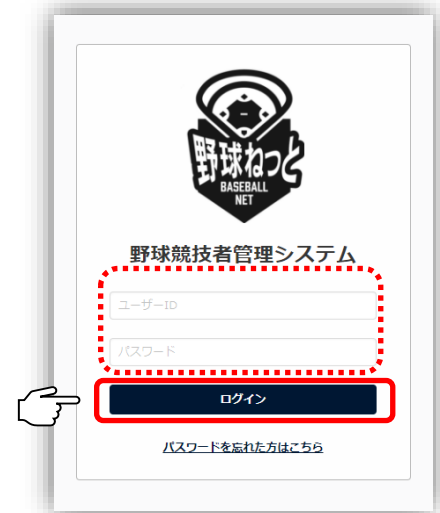 野球ねっと
BASEBALL
NET
野球競技者管理システム
ユーザーID
パスワード
ログイン
パスワードを忘れた方はこちら